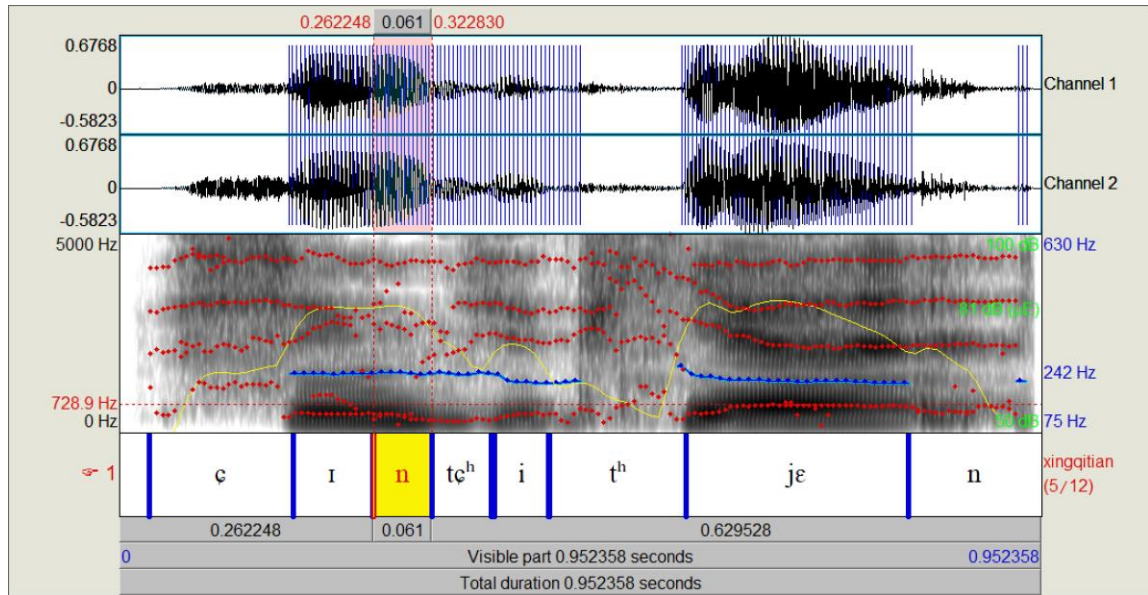 0.262248 0.061 0.322830
0.6768
0
-0.5823
Channel 1
0.6768
0
-0.5823
Channel 2
5000 Hz
100 dB 630 Hz
242 Hz
728.9 Hz
0 Hz
50 dB 75 Hz
☞ 1
ɕ ɪ n tɕʰ i tʰ jɛ n
xingqitian
(5/12)
0.262248 0.061 0.629528
0 Visible part 0.952358 seconds 0.952358
Total duration 0.952358 seconds